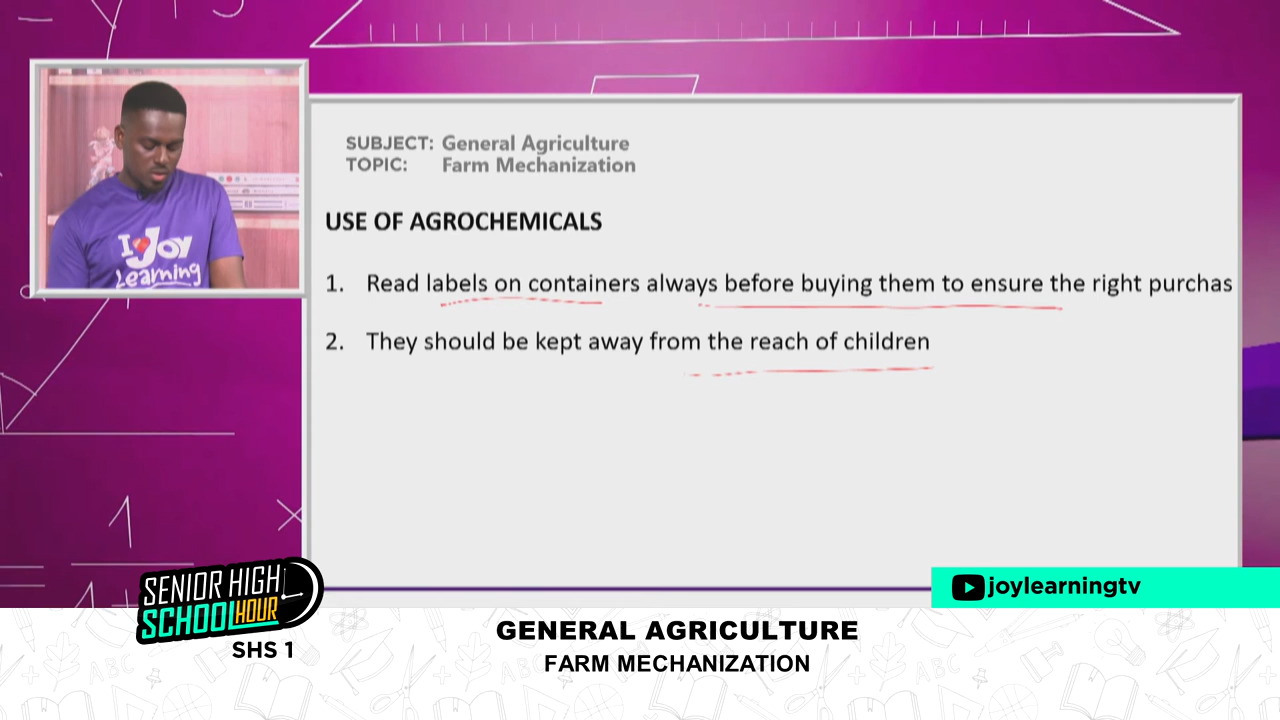 SUBJECT: General Agriculture
TOPIC: Farm Mechanization
USE OF AGROCHEMICALS
1. Read labels on containers always before buying them to ensure the right purchas
2. They should be kept away from the reach of children
I Joy
Learning
joylearningtv
SENIOR HIGH
SCHOOL HOUR
SHS 1
GENERAL AGRICULTURE
FARM MECHANIZATION